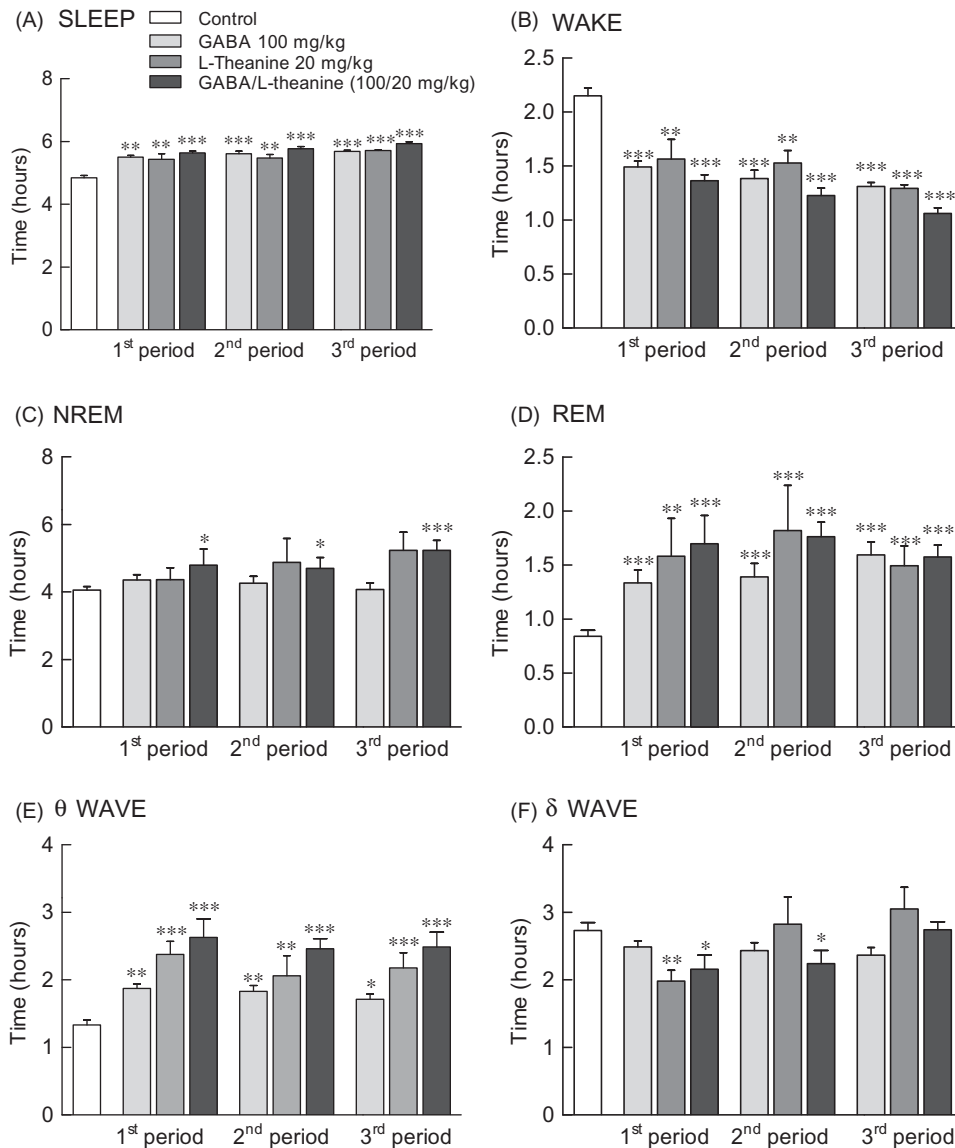 (A) SLEEP
Control
GABA 100 mg/kg
L-Theanine 20 mg/kg
GABA/L-theanine (100/20 mg/kg)
Time (hours)
8
6
4
2
0
** ** *** *** ** *** *** *** ***
1st period 2nd period 3rd period
(B) WAKE
Time (hours)
2.5
2.0
1.5
1.0
0.5
0.0
*** ** *** *** ** *** *** *** ***
1st period 2nd period 3rd period
(C) NREM
Time (hours)
8
6
4
2
0
* * ***
1st period 2nd period 3rd period
(D) REM
Time (hours)
2.5
2.0
1.5
1.0
0.5
0.0
*** ** *** *** *** *** *** ***
1st period 2nd period 3rd period
(E) θ WAVE
Time (hours)
4
3
2
1
0
** *** *** ** ** *** * *** ***
1st period 2nd period 3rd period
(F) δ WAVE
Time (hours)
4
3
2
1
0
** * *
1st period 2nd period 3rd period